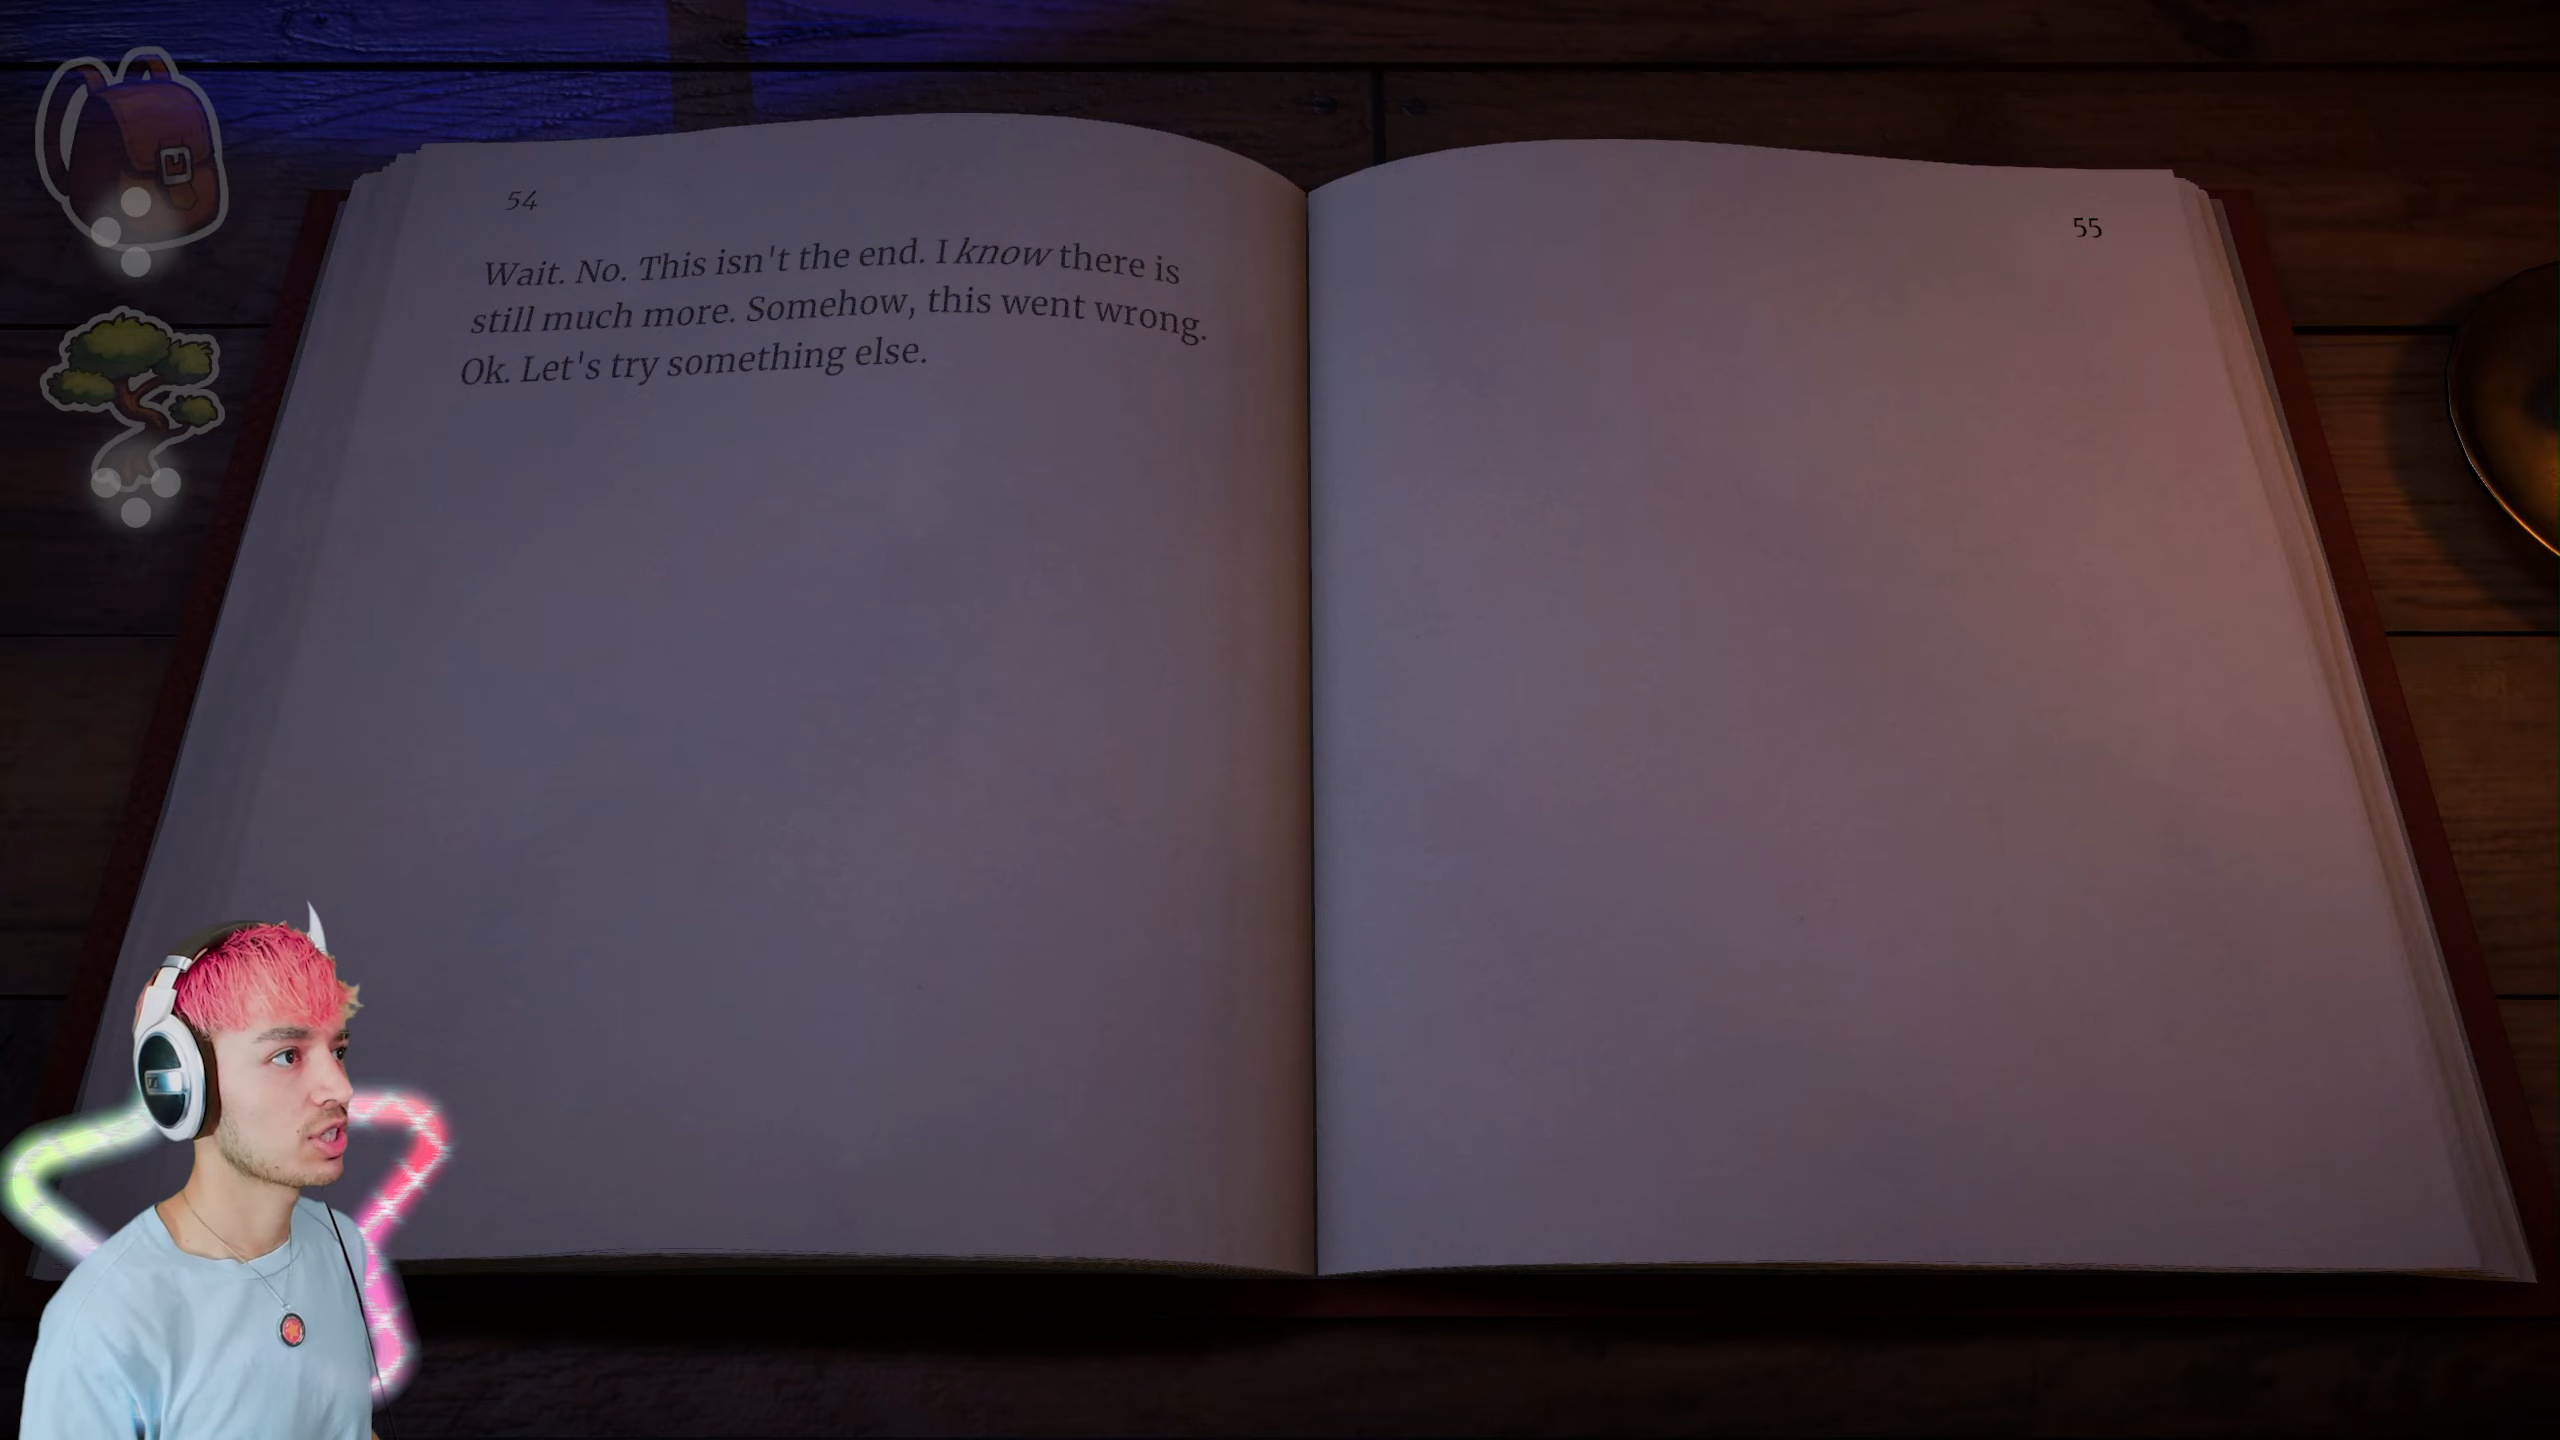 54
Wait. No. This isn't the end. I know there is
still much more. Somehow, this went wrong.
Ok. Let's try something else.
55